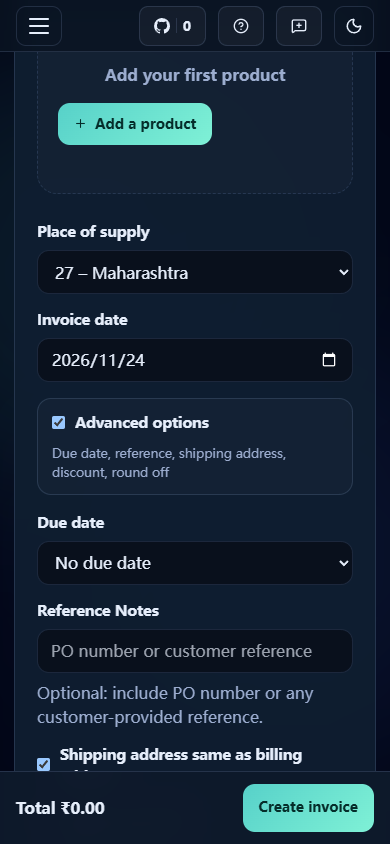 0
Add your first product
+ Add a product
Place of supply
27 – Maharashtra
Invoice date
2026/11/24
Advanced options
Due date, reference, shipping address,
discount, round off
Due date
No due date
Reference Notes
PO number or customer reference
Optional: include PO number or any
customer-provided reference.
Shipping address same as billing
Total ₹0.00
Create invoice